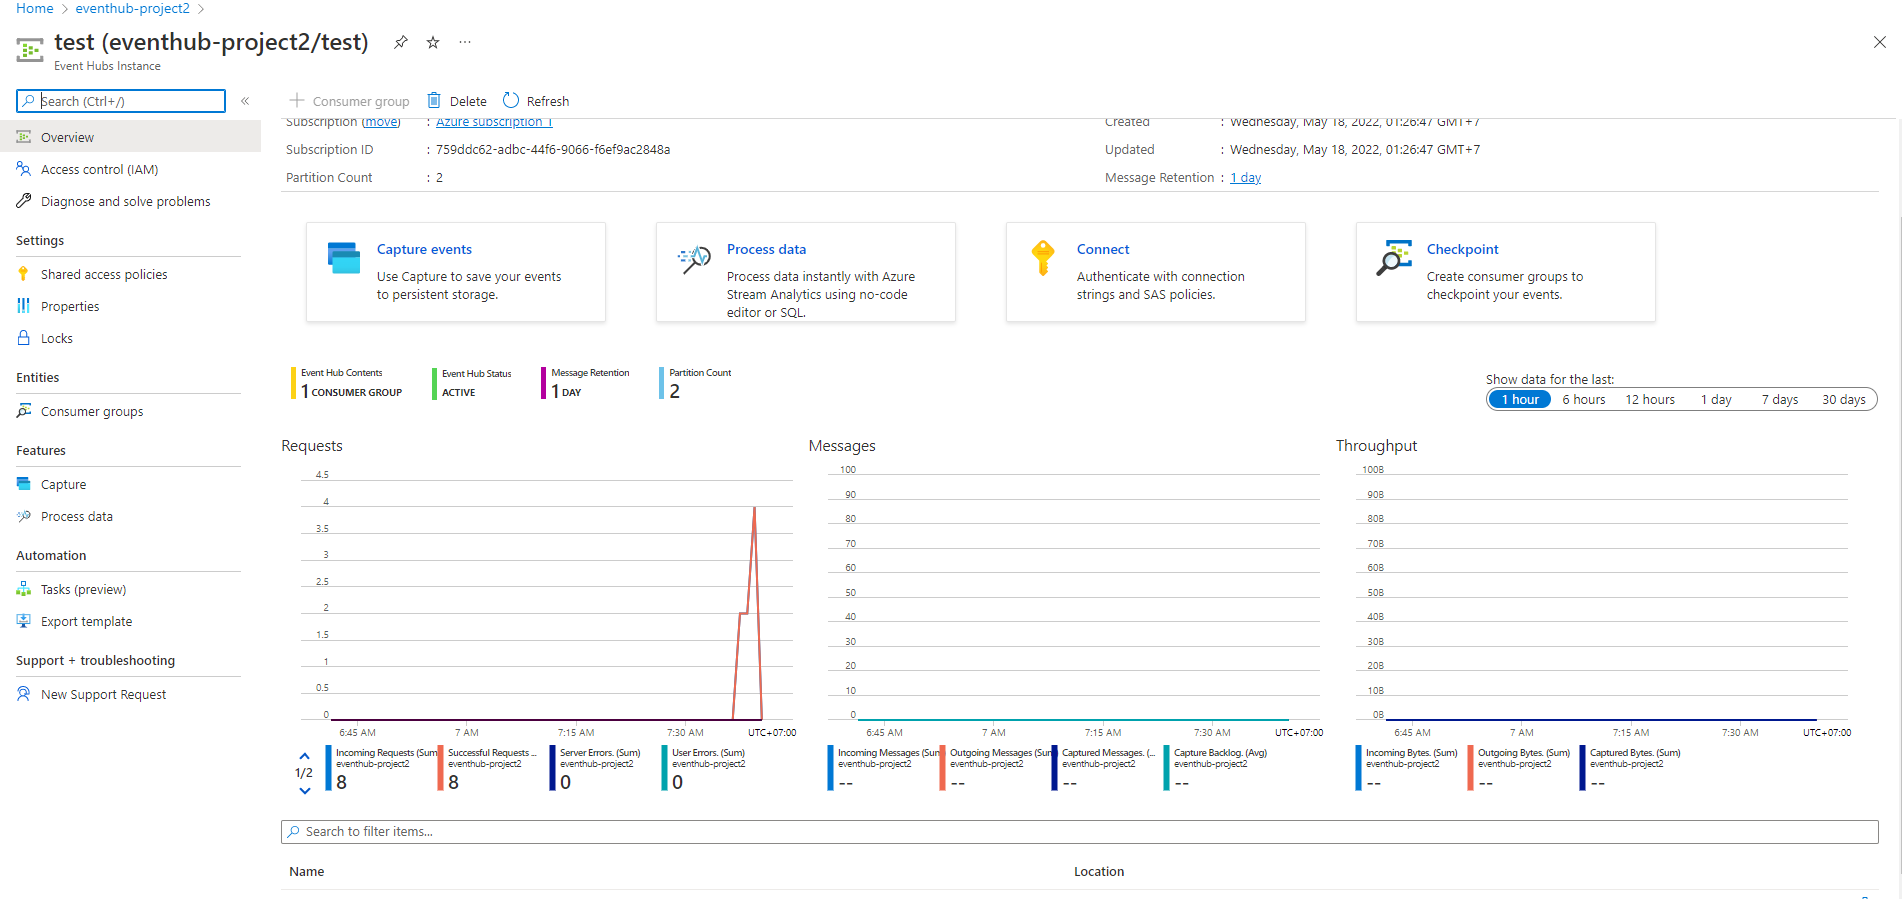 Home > eventhub-project2 >
test (eventhub-project2/test)
Event Hubs Instance
Search (Ctrl+/)
Overview
Access control (IAM)
Diagnose and solve problems
Settings
Shared access policies
Properties
Locks
Entities
Consumer groups
Features
Capture
Process data
Automation
Tasks (preview)
Export template
Support + troubleshooting
New Support Request
Consumer group Delete Refresh
Subscription (move) : Azure subscription 1
Subscription ID : 759ddc62-adbc-44f6-9066-f6ef9ac2848a
Partition Count : 2
Created : Wednesday, May 18, 2022, 01:26:47 GMT+7
Updated : Wednesday, May 18, 2022, 01:26:47 GMT+7
Message Retention : 1 day
Capture events
Use Capture to save your events
to persistent storage.
Process data
Process data instantly with Azure
Stream Analytics using no-code
editor or SQL.
Connect
Authenticate with connection
strings and SAS policies.
Checkpoint
Create consumer groups to
checkpoint your events.
Event Hub Contents
1 CONSUMER GROUP
Event Hub Status
ACTIVE
Message Retention
1 DAY
Partition Count
2
Show data for the last:
1 hour 6 hours 12 hours 1 day 7 days 30 days
Requests
4.5
4
3.5
3
2.5
2
1.5
1
0.5
0
6:45 AM 7 AM 7:15 AM 7:30 AM UTC+07:00
1/2
Incoming Requests (Sum)
eventhub-project2
8
Successful Requests ...
eventhub-project2
8
Server Errors. (Sum)
eventhub-project2
0
User Errors. (Sum)
eventhub-project2
0
Messages
100
90
80
70
60
50
40
30
20
10
0
6:45 AM 7 AM 7:15 AM 7:30 AM UTC+07:00
Incoming Messages (Sum
eventhub-project2
--
Outgoing Messages (Sum
eventhub-project2
--
Captured Messages. (...
eventhub-project2
--
Capture Backlog. (Avg)
eventhub-project2
--
Throughput
100B
90B
80B
70B
60B
50B
40B
30B
20B
10B
0B
6:45 AM 7 AM 7:15 AM 7:30 AM UTC+07:00
Incoming Bytes. (Sum)
eventhub-project2
--
Outgoing Bytes. (Sum)
eventhub-project2
--
Captured Bytes. (Sum)
eventhub-project2
--
Search to filter items...
Name Location